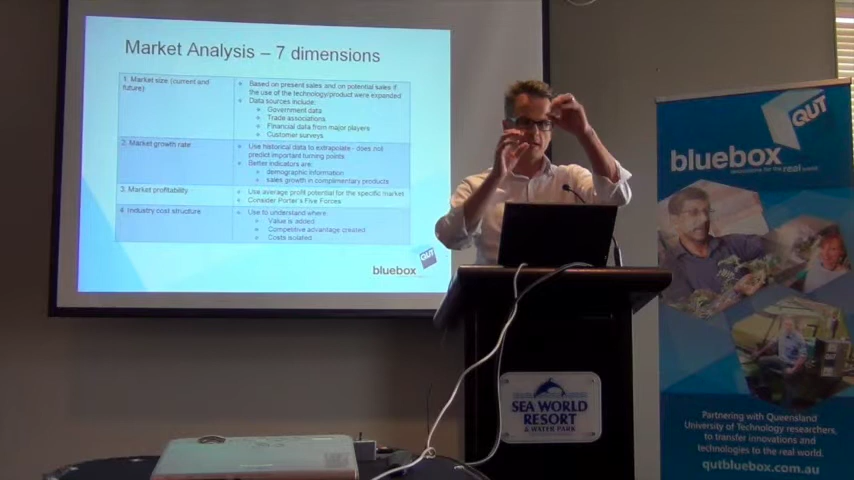 Market Analysis – 7 dimensions
1. Market size (current and
future)
Based on present sales and on potential sales if
the use of the technology/product were expanded
Data sources include:
Government data
Trade associations
Financial data from major players
Customer surveys
2. Market growth rate
Use historical data to extrapolate - does not
predict important turning points
Better indicators are:
demographic information
sales growth in complimentary products
3. Market profitability
Use average profit potential for the specific market
Consider Porter's Five Forces
4. Industry cost structure
Use to understand where:
Value is added
Competitive advantage created
Costs isolated
bluebox QUT
QUT
bluebox
for the real
SEA WORLD
RESORT
& WATER PARK
Partnering with Queensland
University of Technology researchers,
to transfer innovations and
technologies to the real world.
qutbluebox.com.au